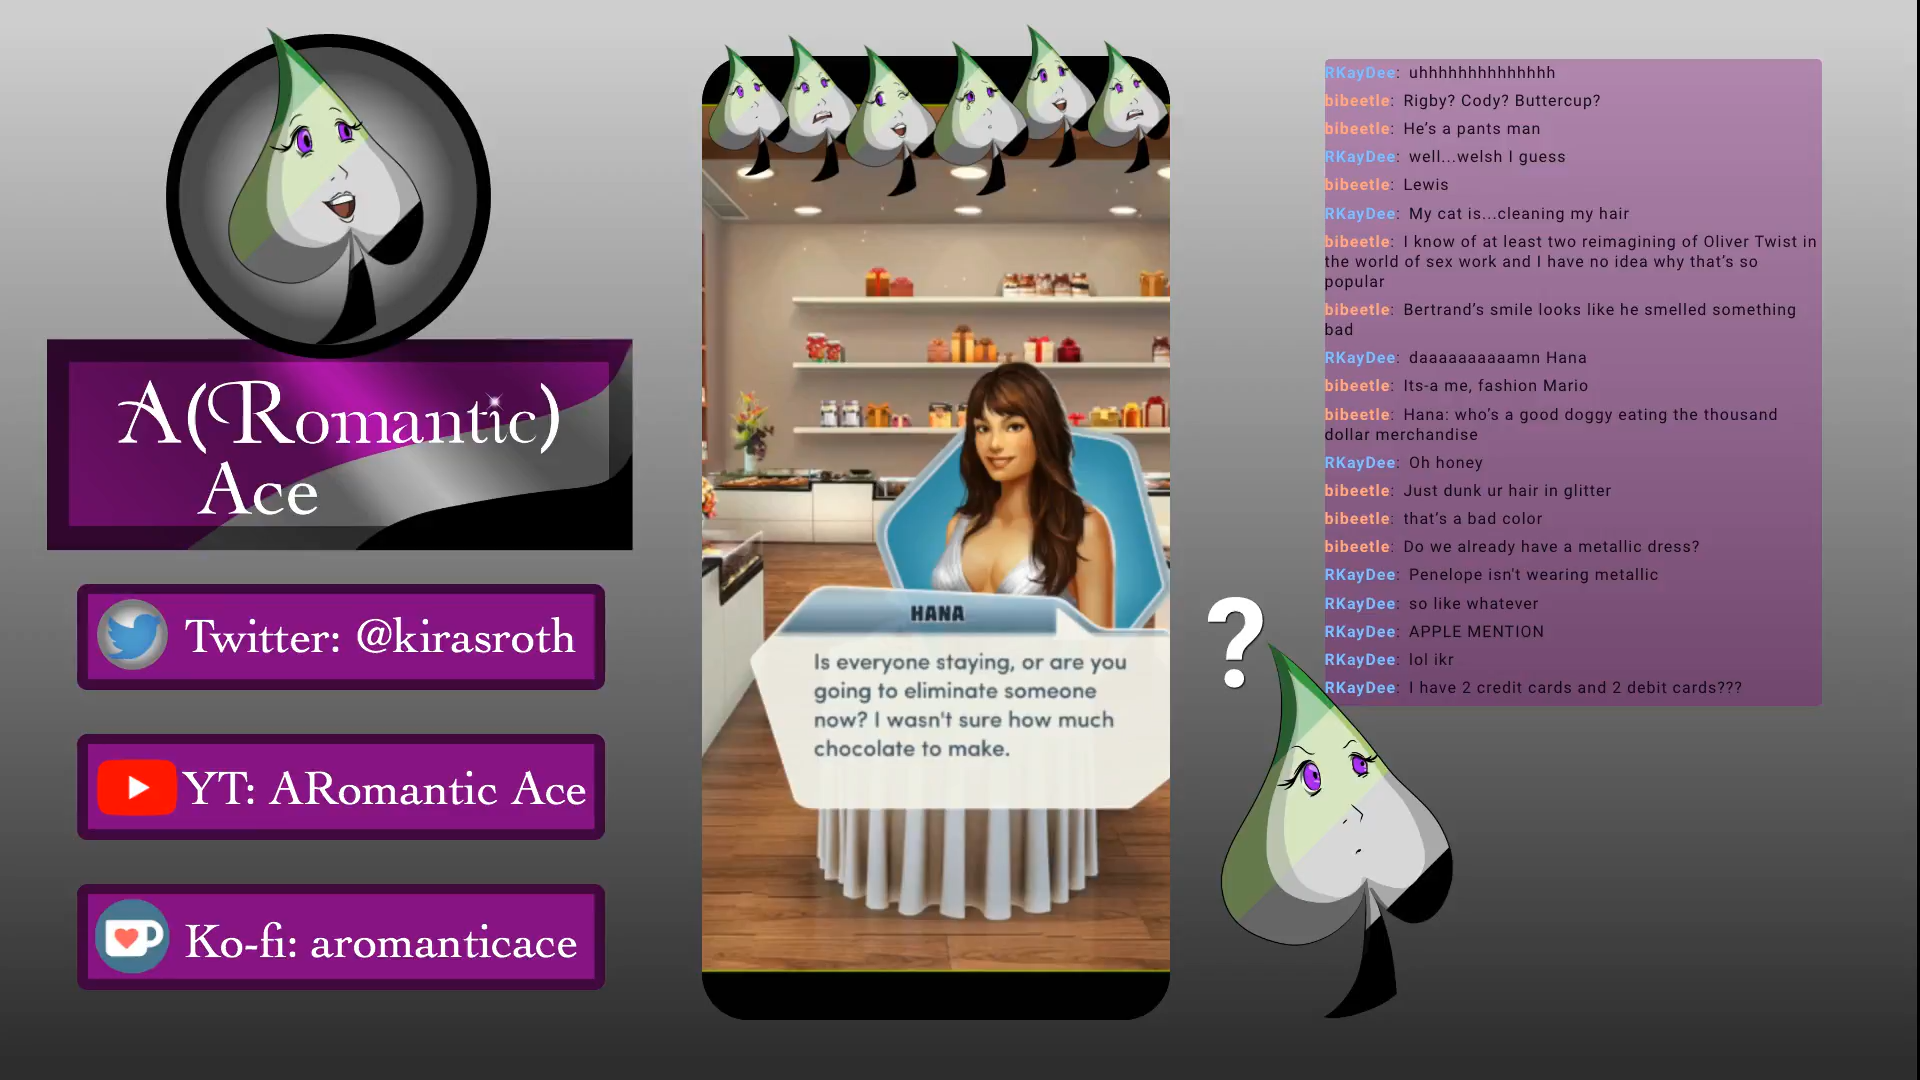 A(Romantic)
Ace
Twitter: @kirasroth
YT: ARomantic Ace
Ko-fi: aromanticace
HANA
Is everyone staying, or are you
going to eliminate someone
now? I wasn't sure how much
chocolate to make.
?
RKayDee: uhhhhhhhhhhhhhh
bibeetle: Rigby? Cody? Buttercup?
bibeetle: He’s a pants man
RKayDee: well...welsh I guess
bibeetle: Lewis
RKayDee: My cat is...cleaning my hair
bibeetle: I know of at least two reimagining of Oliver Twist in
the world of sex work and I have no idea why that’s so
popular
bibeetle: Bertrand’s smile looks like he smelled something
bad
RKayDee: daaaaaaaaaamn Hana
bibeetle: Its-a me, fashion Mario
bibeetle: Hana: who’s a good doggy eating the thousand
dollar merchandise
RKayDee: Oh honey
bibeetle: Just dunk ur hair in glitter
bibeetle: that’s a bad color
bibeetle: Do we already have a metallic dress?
RKayDee: Penelope isn't wearing metallic
RKayDee: so like whatever
RKayDee: APPLE MENTION
RKayDee: lol ikr
RKayDee: I have 2 credit cards and 2 debit cards???